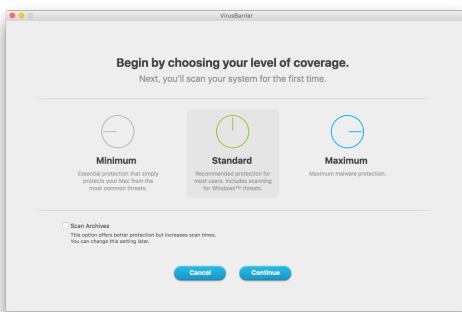 VirusBarrier
Begin by choosing your level of coverage.
Next, you'll scan your system for the first time.
Minimum
Essential protection that simply
protects your Mac from the
most common threats.
Standard
Recommended protection for
most users. Includes scanning
for Windows™ threats.
Maximum
Maximum malware protection.
Scan Archives
This option offers better protection but increases scan times.
You can change this setting later.
Cancel
Continue